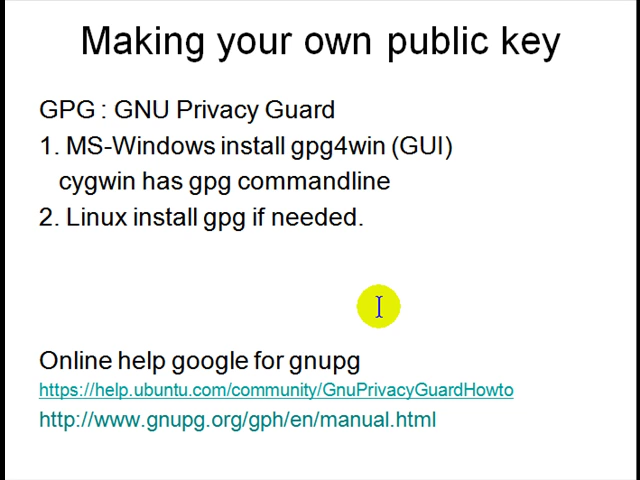 Making your own public key
GPG : GNU Privacy Guard
1. MS-Windows install gpg4win (GUI)
cygwin has gpg commandline
2. Linux install gpg if needed.
Online help google for gnupg
https://help.ubuntu.com/community/GnuPrivacyGuardHowto
http://www.gnupg.org/gph/en/manual.html